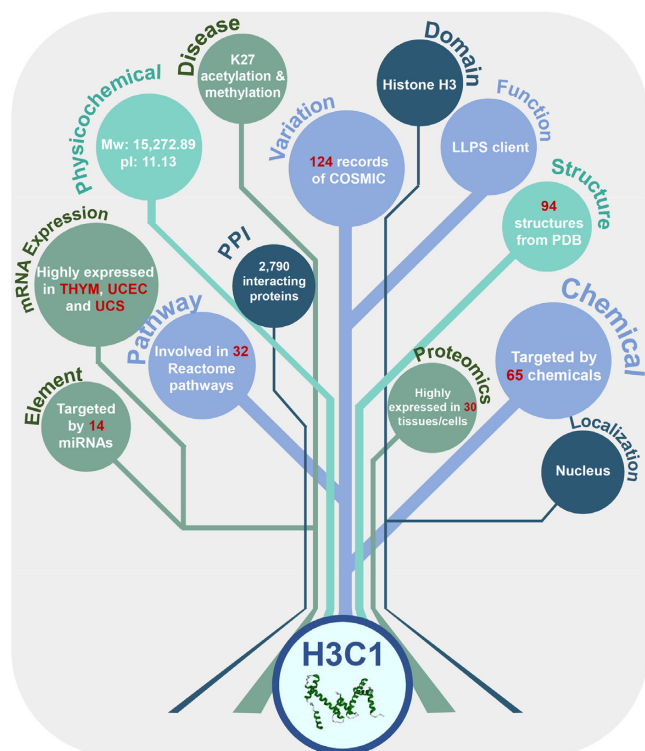 Disease
K27
acetylation &
methylation
Domain
Histone H3
Physicochemical
Mw: 15,272.89
pI: 11.13
Variation
124 records
of COSMIC
Function
LLPS client
Structure
94
structures
from PDB
mRNA Expression
Highly expressed
in THYM, UCEC
and UCS
PPI
2,790
interacting
proteins
Pathway
Involved in 32
Reactome
pathways
Chemical
Targeted by
65 chemicals
Proteomics
Highly
expressed in 30
tissues/cells
Element
Targeted
by 14
miRNAs
Localization
Nucleus
H3C1